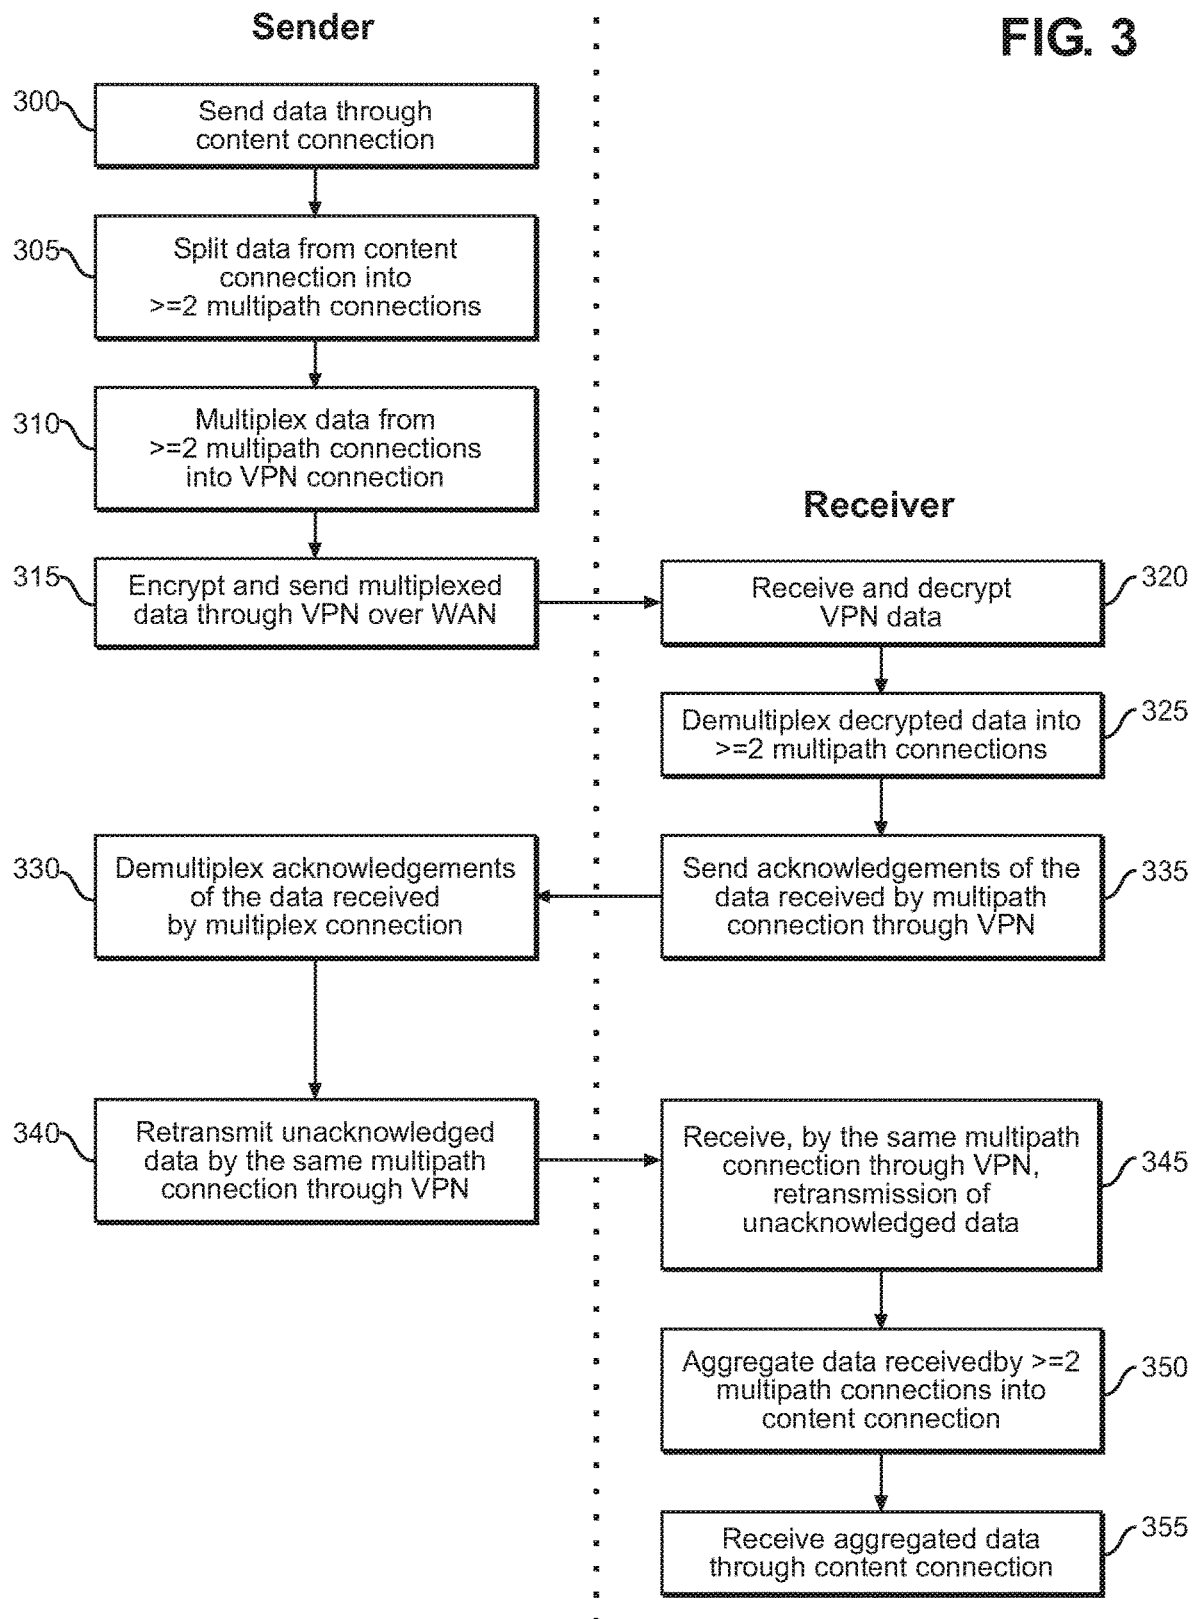 Sender
FIG. 3
300
Send data through
content connection
305
Split data from content
connection into
>=2 multipath connections
310
Multiplex data from
>=2 multipath connections
into VPN connection
Receiver
315
Encrypt and send multiplexed
data through VPN over WAN
320
Receive and decrypt
VPN data
325
Demultiplex decrypted data into
>=2 multipath connections
330
Demultiplex acknowledgements
of the data received
by multiplex connection
335
Send acknowledgements of the
data received by multipath
connection through VPN
340
Retransmit unacknowledged
data by the same multipath
connection through VPN
345
Receive, by the same multipath
connection through VPN,
retransmission of
unacknowledged data
350
Aggregate data receivedby >=2
multipath connections into
content connection
355
Receive aggregated data
through content connection